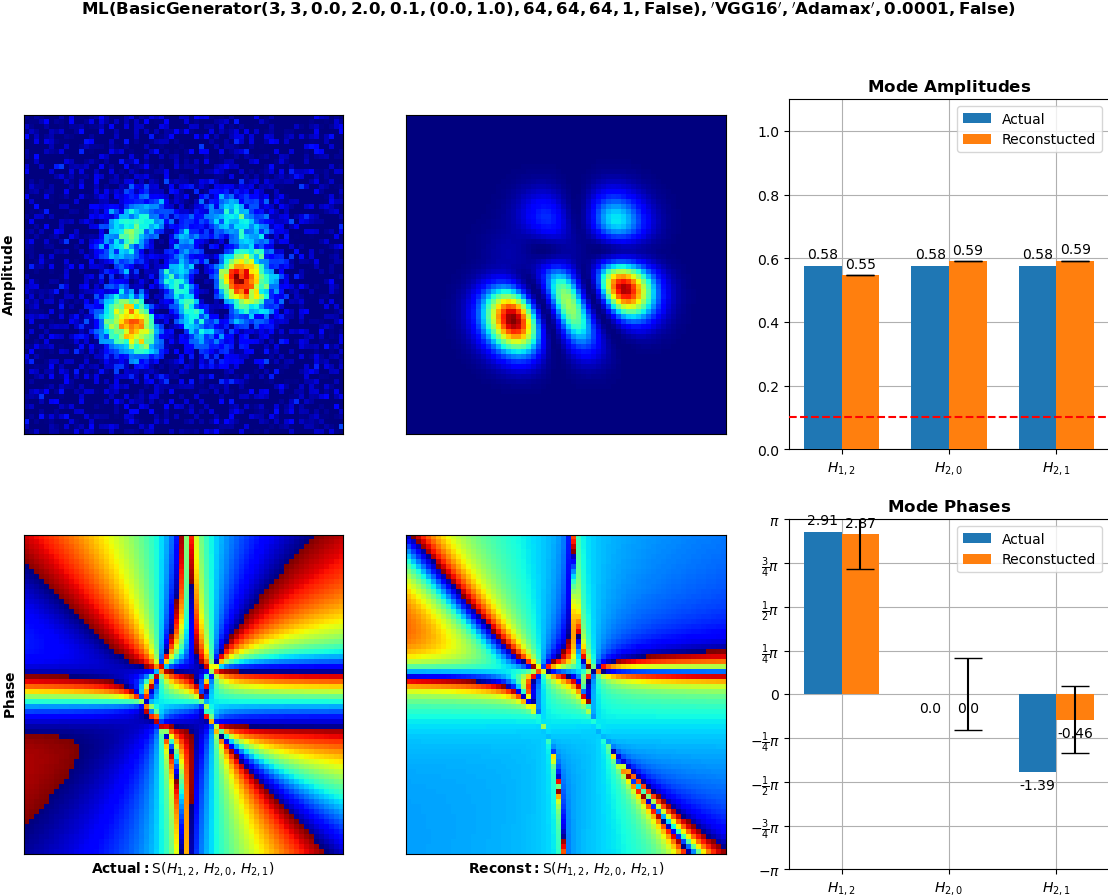 ML(BasicGenerator(3, 3, 0.0, 2.0, 0.1, (0.0, 1.0), 64, 64, 64, 1, False), ′VGG16′, ′Adamax′, 0.0001, False)
Amplitude
Mode Amplitudes
Actual
Reconstucted
1.0
0.8
0.6
0.4
0.2
0.0
0.58 0.55 0.58 0.59 0.58 0.59
H1,2 H2,0 H2,1
Phase
Actual: S(H1,2, H2,0, H2,1)
Reconst: S(H1,2, H2,0, H2,1)
Mode Phases
Actual
Reconstucted
π
3/4π
1/2π
1/4π
0
−1/4π
−1/2π
−3/4π
−π
2.91 2.87 0.0 0.0 -1.39 -0.46
H1,2 H2,0 H2,1